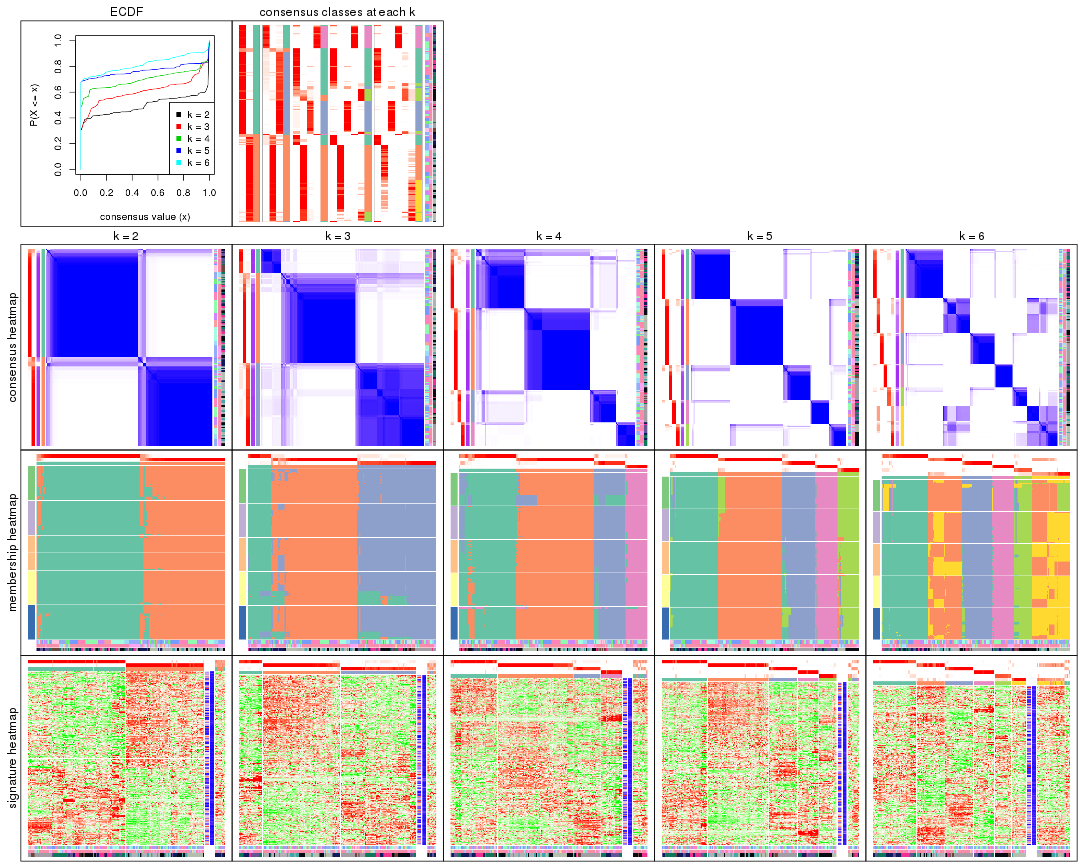 ECDF
consensus classes at each k
P(X <= x)
0.0 0.2 0.4 0.6 0.8 1.0
k = 2
k = 3
k = 4
k = 5
k = 6
0.0 0.2 0.4 0.6 0.8 1.0
consensus value (x)
k = 2
k = 3
k = 4
k = 5
k = 6
consensus heatmap
membership heatmap
signature heatmap